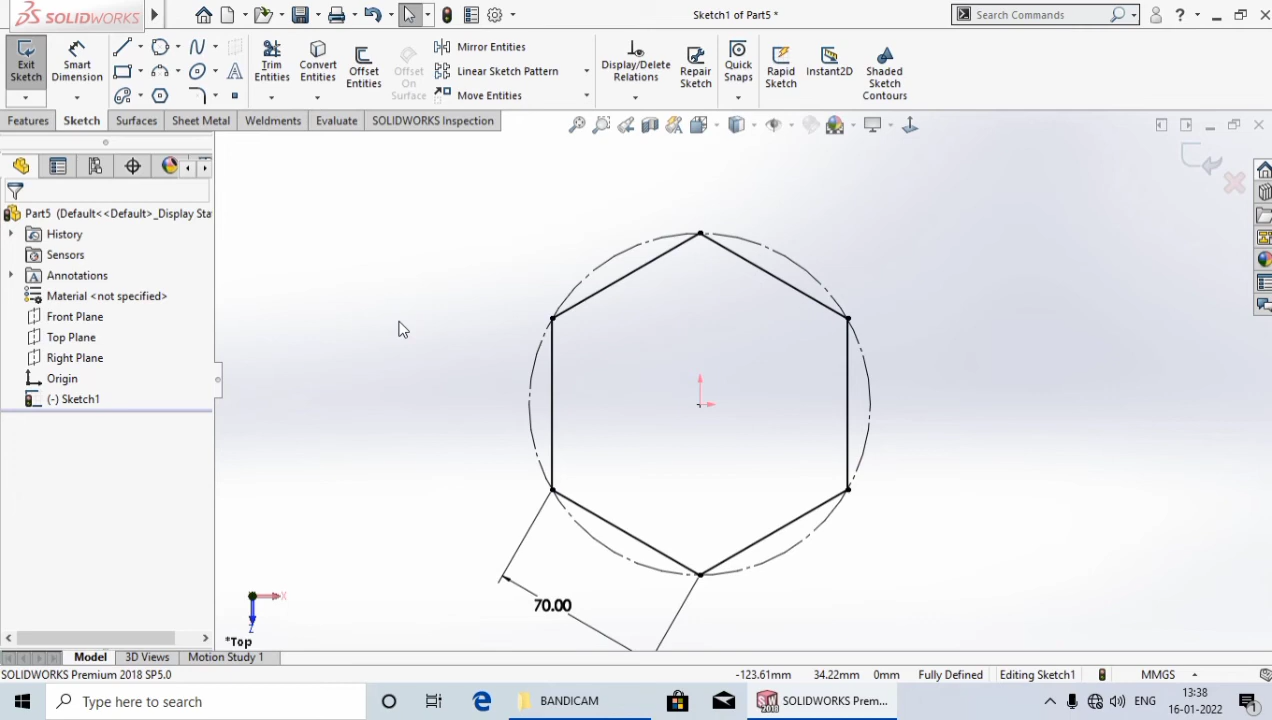 SOLIDWORKS
Sketch1 of Part5 *
Search Commands
Exit Sketch
Smart Dimension
Trim Entities
Convert Entities
Offset Entities
Offset On Surface
Mirror Entities
Linear Sketch Pattern
Move Entities
Display/Delete Relations
Repair Sketch
Quick Snaps
Rapid Sketch
Instant2D
Shaded Sketch Contours
Features
Sketch
Surfaces
Sheet Metal
Weldments
Evaluate
SOLIDWORKS Inspection
Part5 (Default<<Default>_Display Sta
History
Sensors
Annotations
Material <not specified>
Front Plane
Top Plane
Right Plane
Origin
(-) Sketch1
70.00
X
Z
*Top
Model
3D Views
Motion Study 1
SOLIDWORKS Premium 2018 SP5.0
-123.61mm
34.22mm
0mm
Fully Defined
Editing Sketch1
MMGS
Type here to search
BANDICAM
SOLIDWORKS Prem...
ENG
13:38
16-01-2022